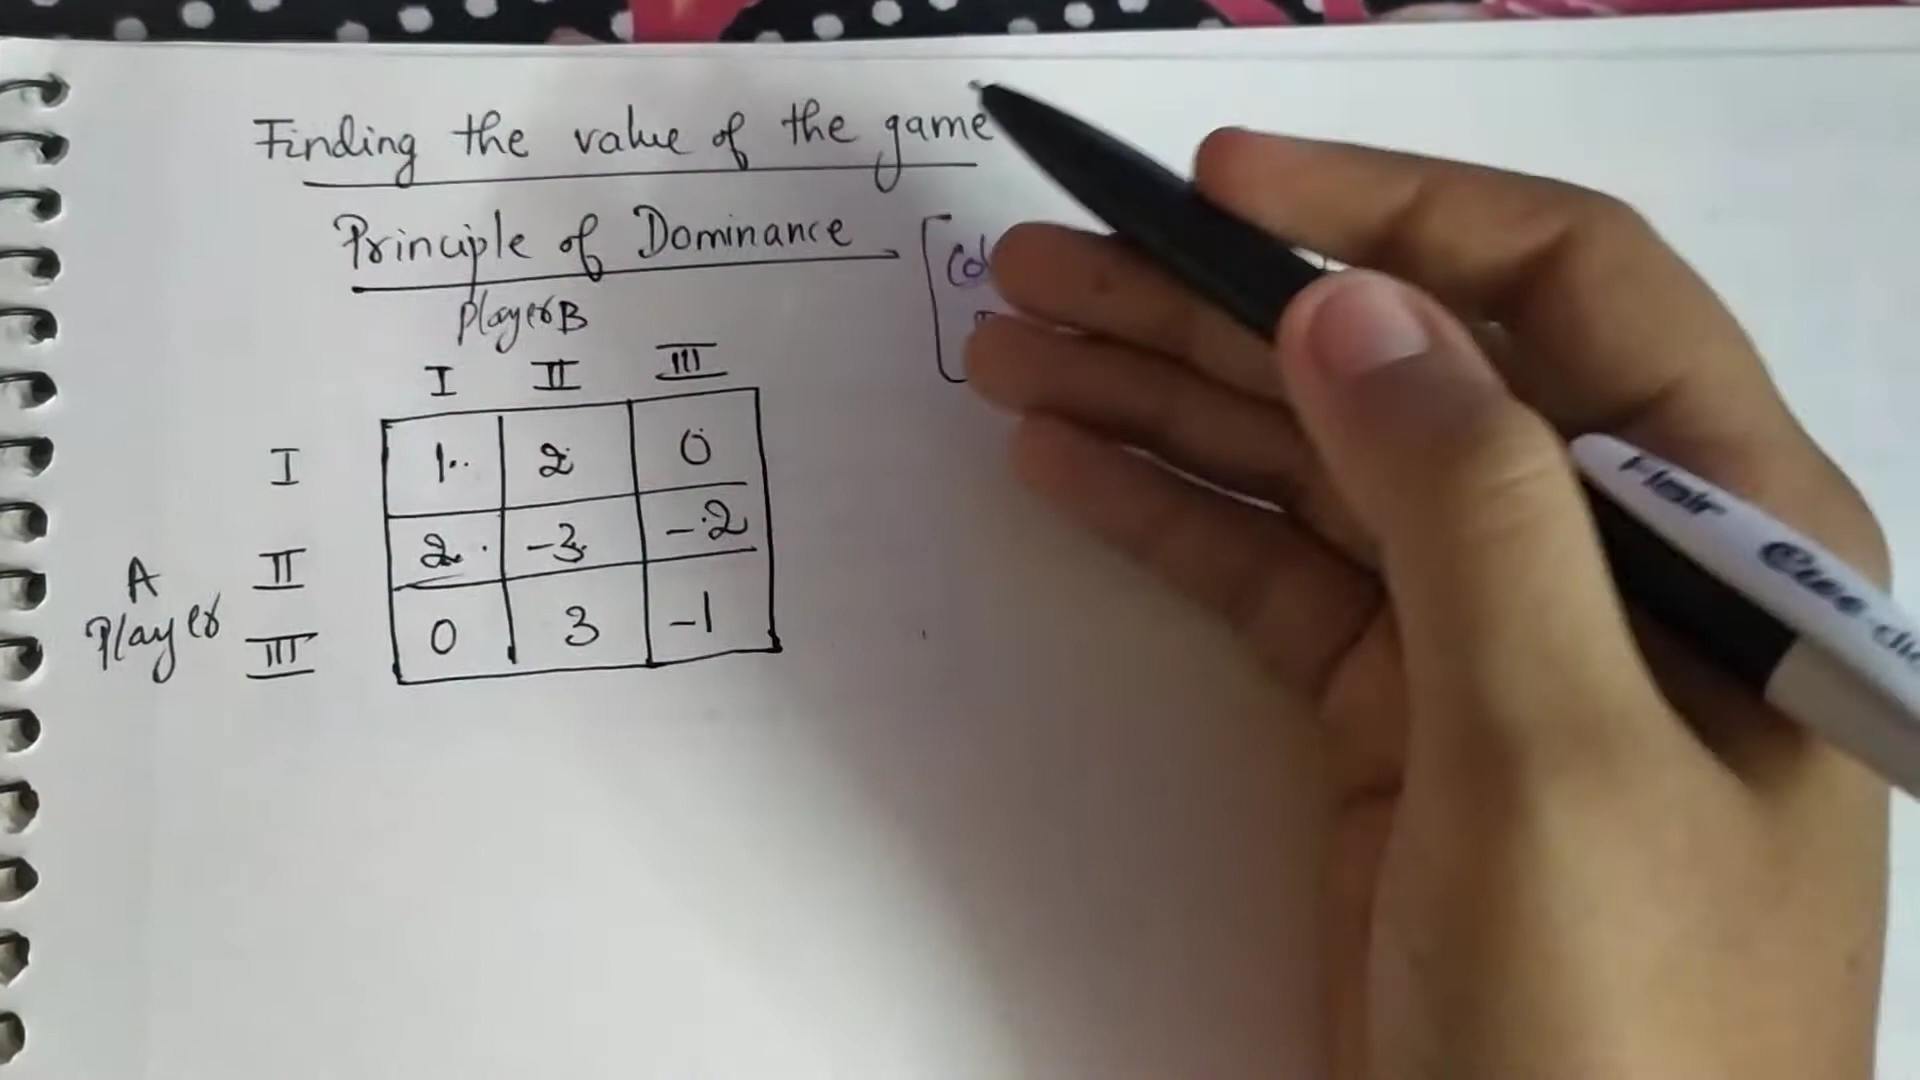 Finding the value of the game
Principle of Dominance
Player B
I II III
I 1 2 0
II 2 -3 -2
A
Player
III 0 3 -1
Flair